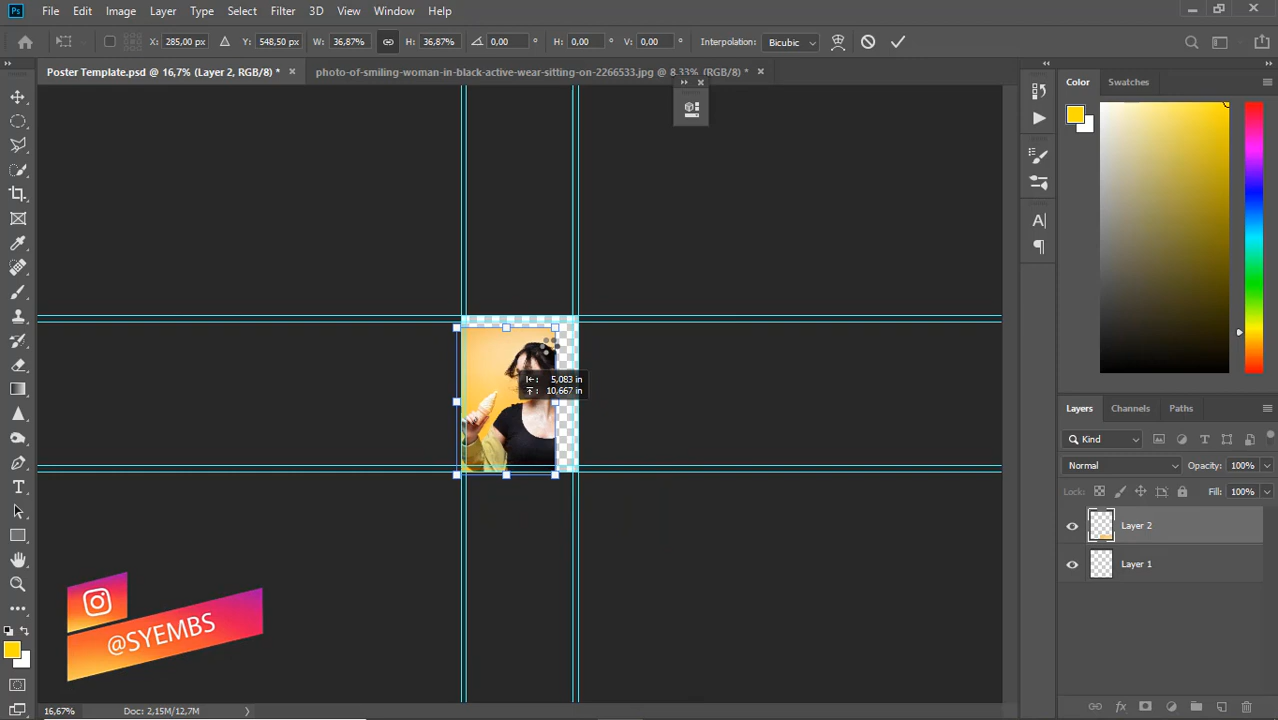 Ps File Edit Image Layer Type Select Filter 3D View Window Help
X: 285,00 px Y: 548,50 px W: 36,87% H: 36,87% 0,00 ° H: 0,00 ° V: 0,00 ° Interpolation: Bicubic
Poster Template.psd @ 16,7% (Layer 2, RGB/8) * photo-of-smiling-woman-in-black-active-wear-sitting-on-2266533.jpg @ 8.33% (RGB/8) *
Color Swatches
5,083 in
10,667 in
Layers Channels Paths
Kind
Normal Opacity: 100%
Lock: Fill: 100%
Layer 2
Layer 1
@SYEMBS
16,67% Doc: 2,15M/12,7M